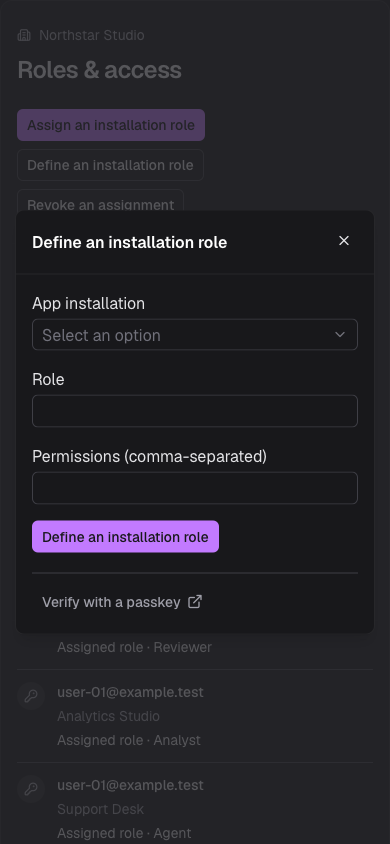 Northstar Studio
Roles & access
Assign an installation role
Define an installation role
Revoke an assignment
Define an installation role
App installation
Select an option
Role
Permissions (comma-separated)
Define an installation role
Verify with a passkey
Assigned role · Reviewer
user-01@example.test
Analytics Studio
Assigned role · Analyst
user-01@example.test
Support Desk
Assigned role · Agent